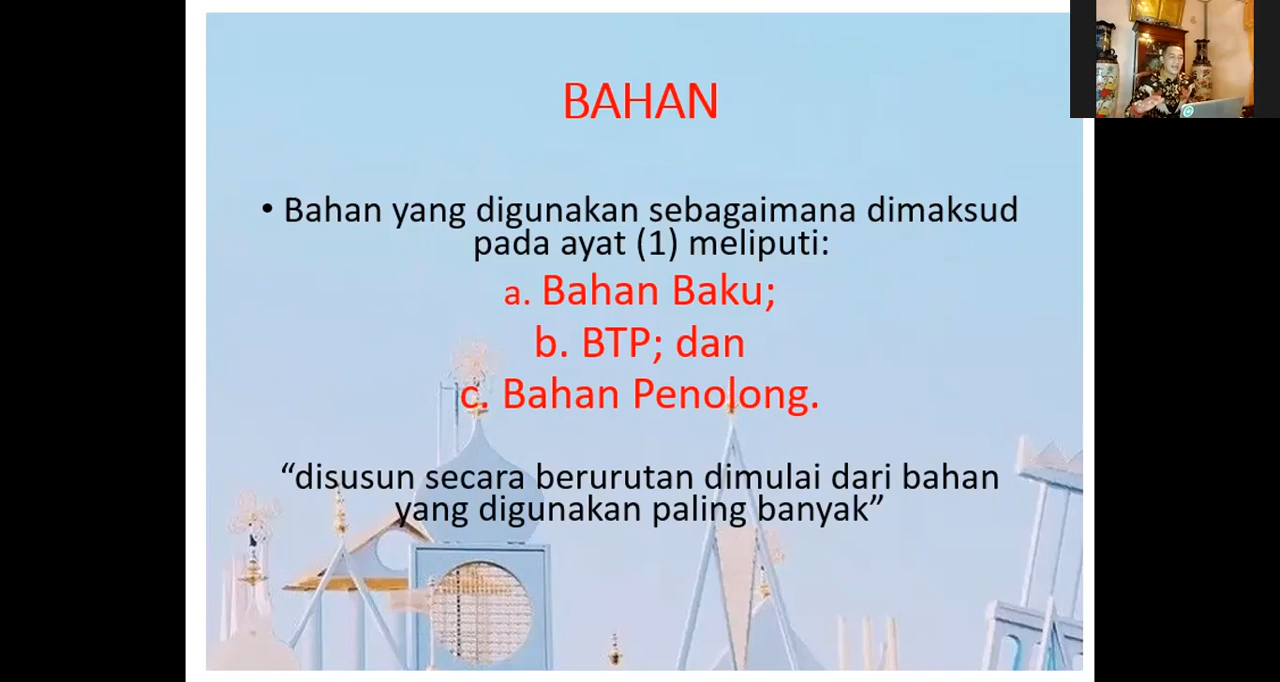 BAHAN
• Bahan yang digunakan sebagaimana dimaksud
pada ayat (1) meliputi:
a. Bahan Baku;
b. BTP; dan
c. Bahan Penolong.
“disusun secara berurutan dimulai dari bahan
yang digunakan paling banyak”